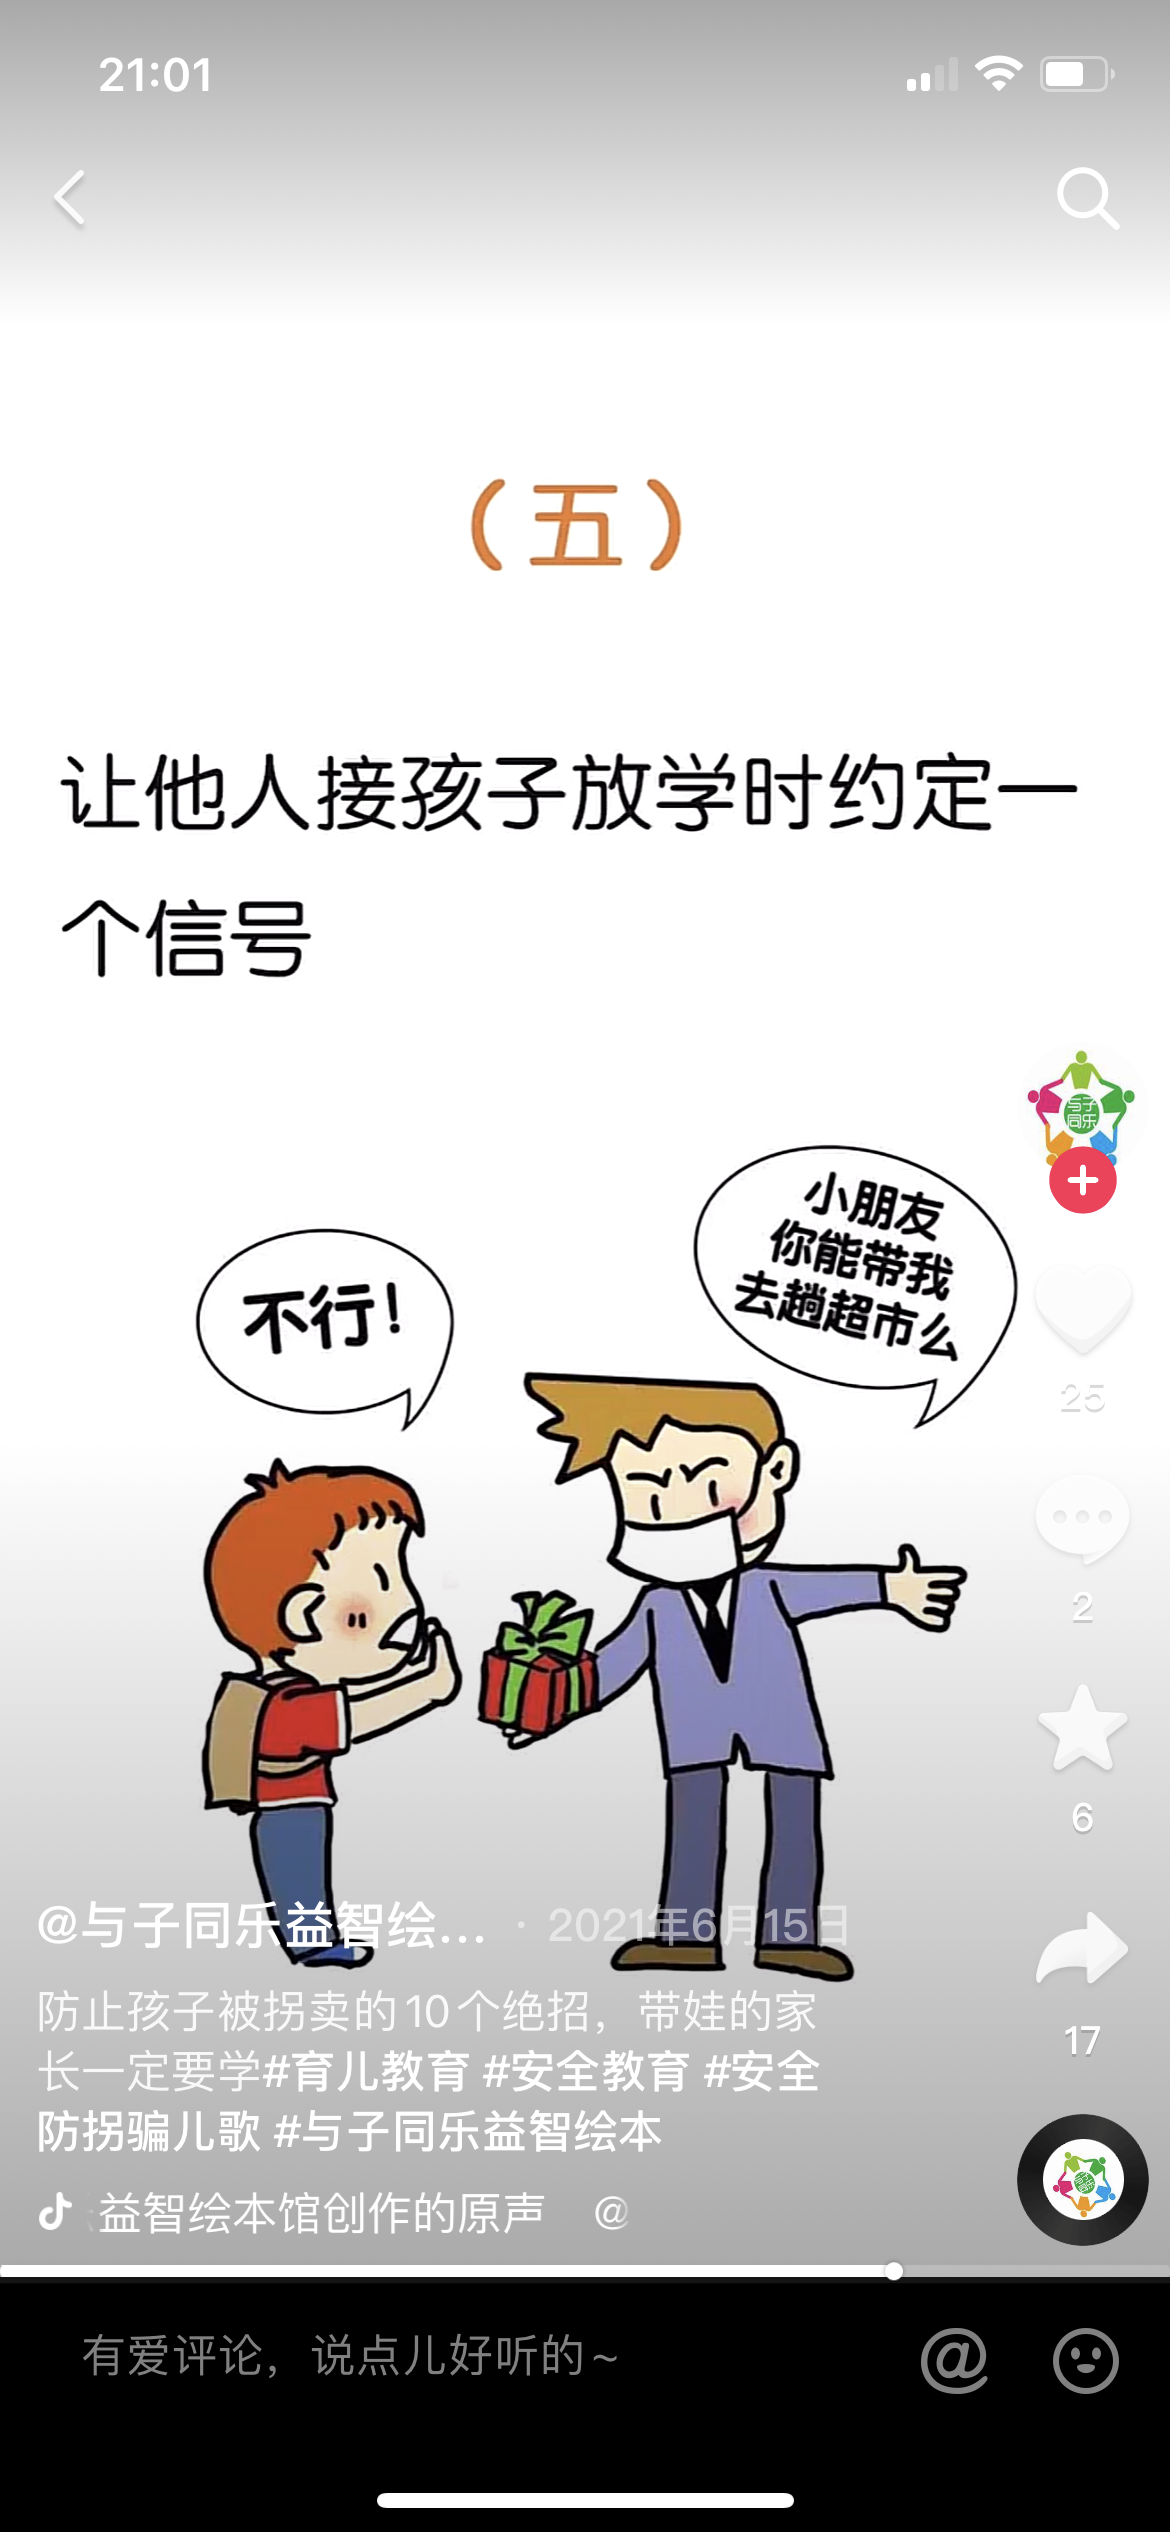 21:01
（五）
让他人接孩子放学时约定一
个信号
与子
同乐
小朋友
你能带我
去趟超市么
不行！
25
2
6
@与子同乐益智绘... · 2021年6月15日
防止孩子被拐卖的10个绝招，带娃的家
长一定要学#育儿教育 #安全教育 #安全
防拐骗儿歌 #与子同乐益智绘本
17
益智绘本馆创作的原声 @
有爱评论，说点儿好听的~